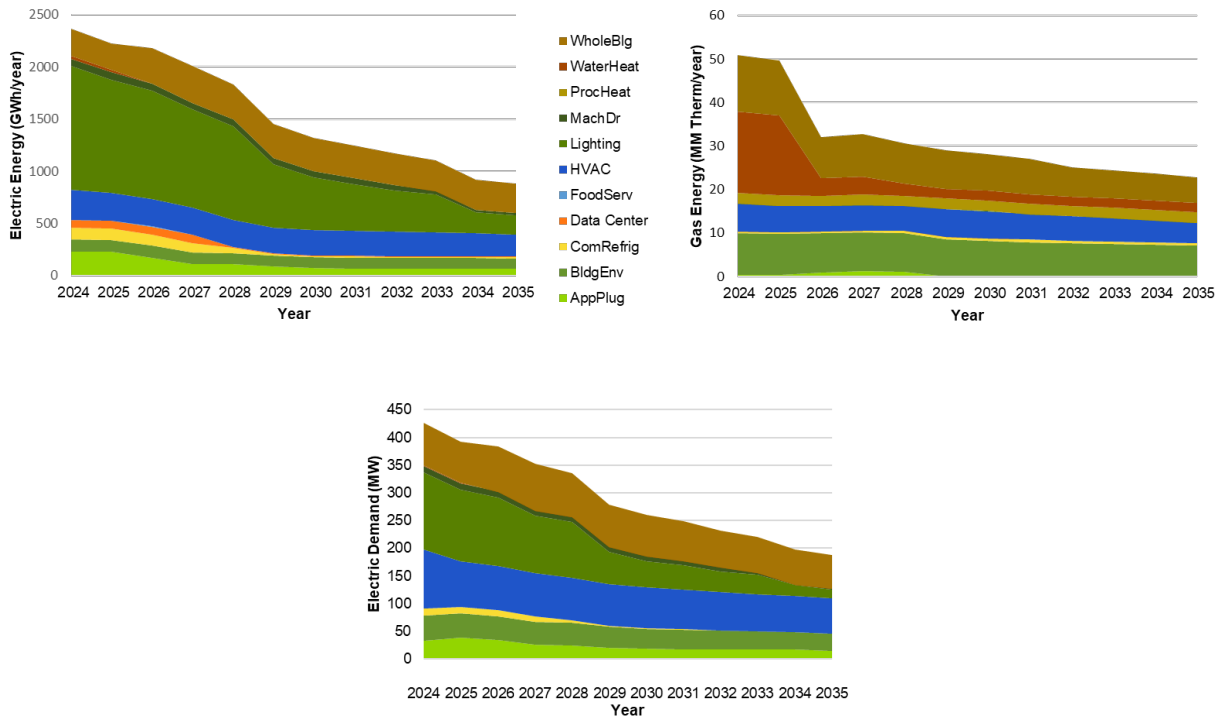 2500
2000
1500
1000
500
0
Electric Energy (GWh/year)
2024 2025 2026 2027 2028 2029 2030 2031 2032 2033 2034 2035
Year
WholeBlg
WaterHeat
ProcHeat
MachDr
Lighting
HVAC
FoodServ
Data Center
ComRefrig
BldgEnv
AppPlug
60
50
40
30
20
10
0
Gas Energy (MM Therm/year)
2024 2025 2026 2027 2028 2029 2030 2031 2032 2033 2034 2035
Year
450
400
350
300
250
200
150
100
50
0
Electric Demand (MW)
2024 2025 2026 2027 2028 2029 2030 2031 2032 2033 2034 2035
Year